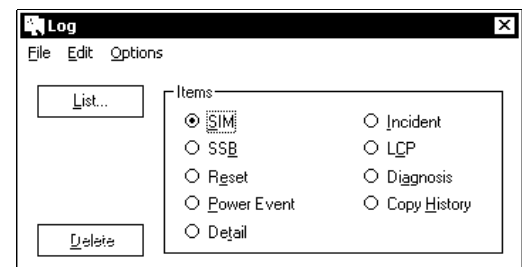 Log
File Edit Options
List...
Items
SIM
Incident
SSB
LCP
Reset
Diagnosis
Power Event
Copy History
Detail
Delete